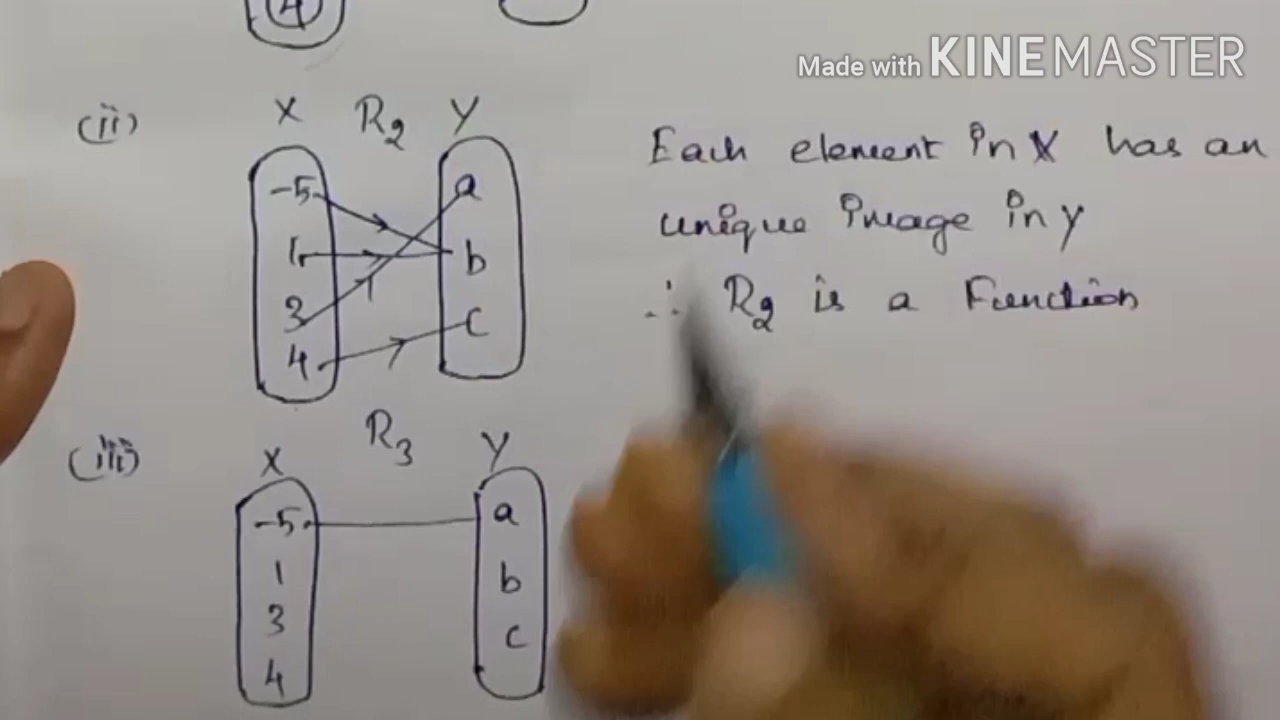 4
Made with KINEMASTER
(ii) X R2 Y
-5 a
1 b
3 c
4
Each element in X has an
unique image in Y
∴ R2 is a Function
(iii) X R3 Y
-5 a
1 b
3 c
4